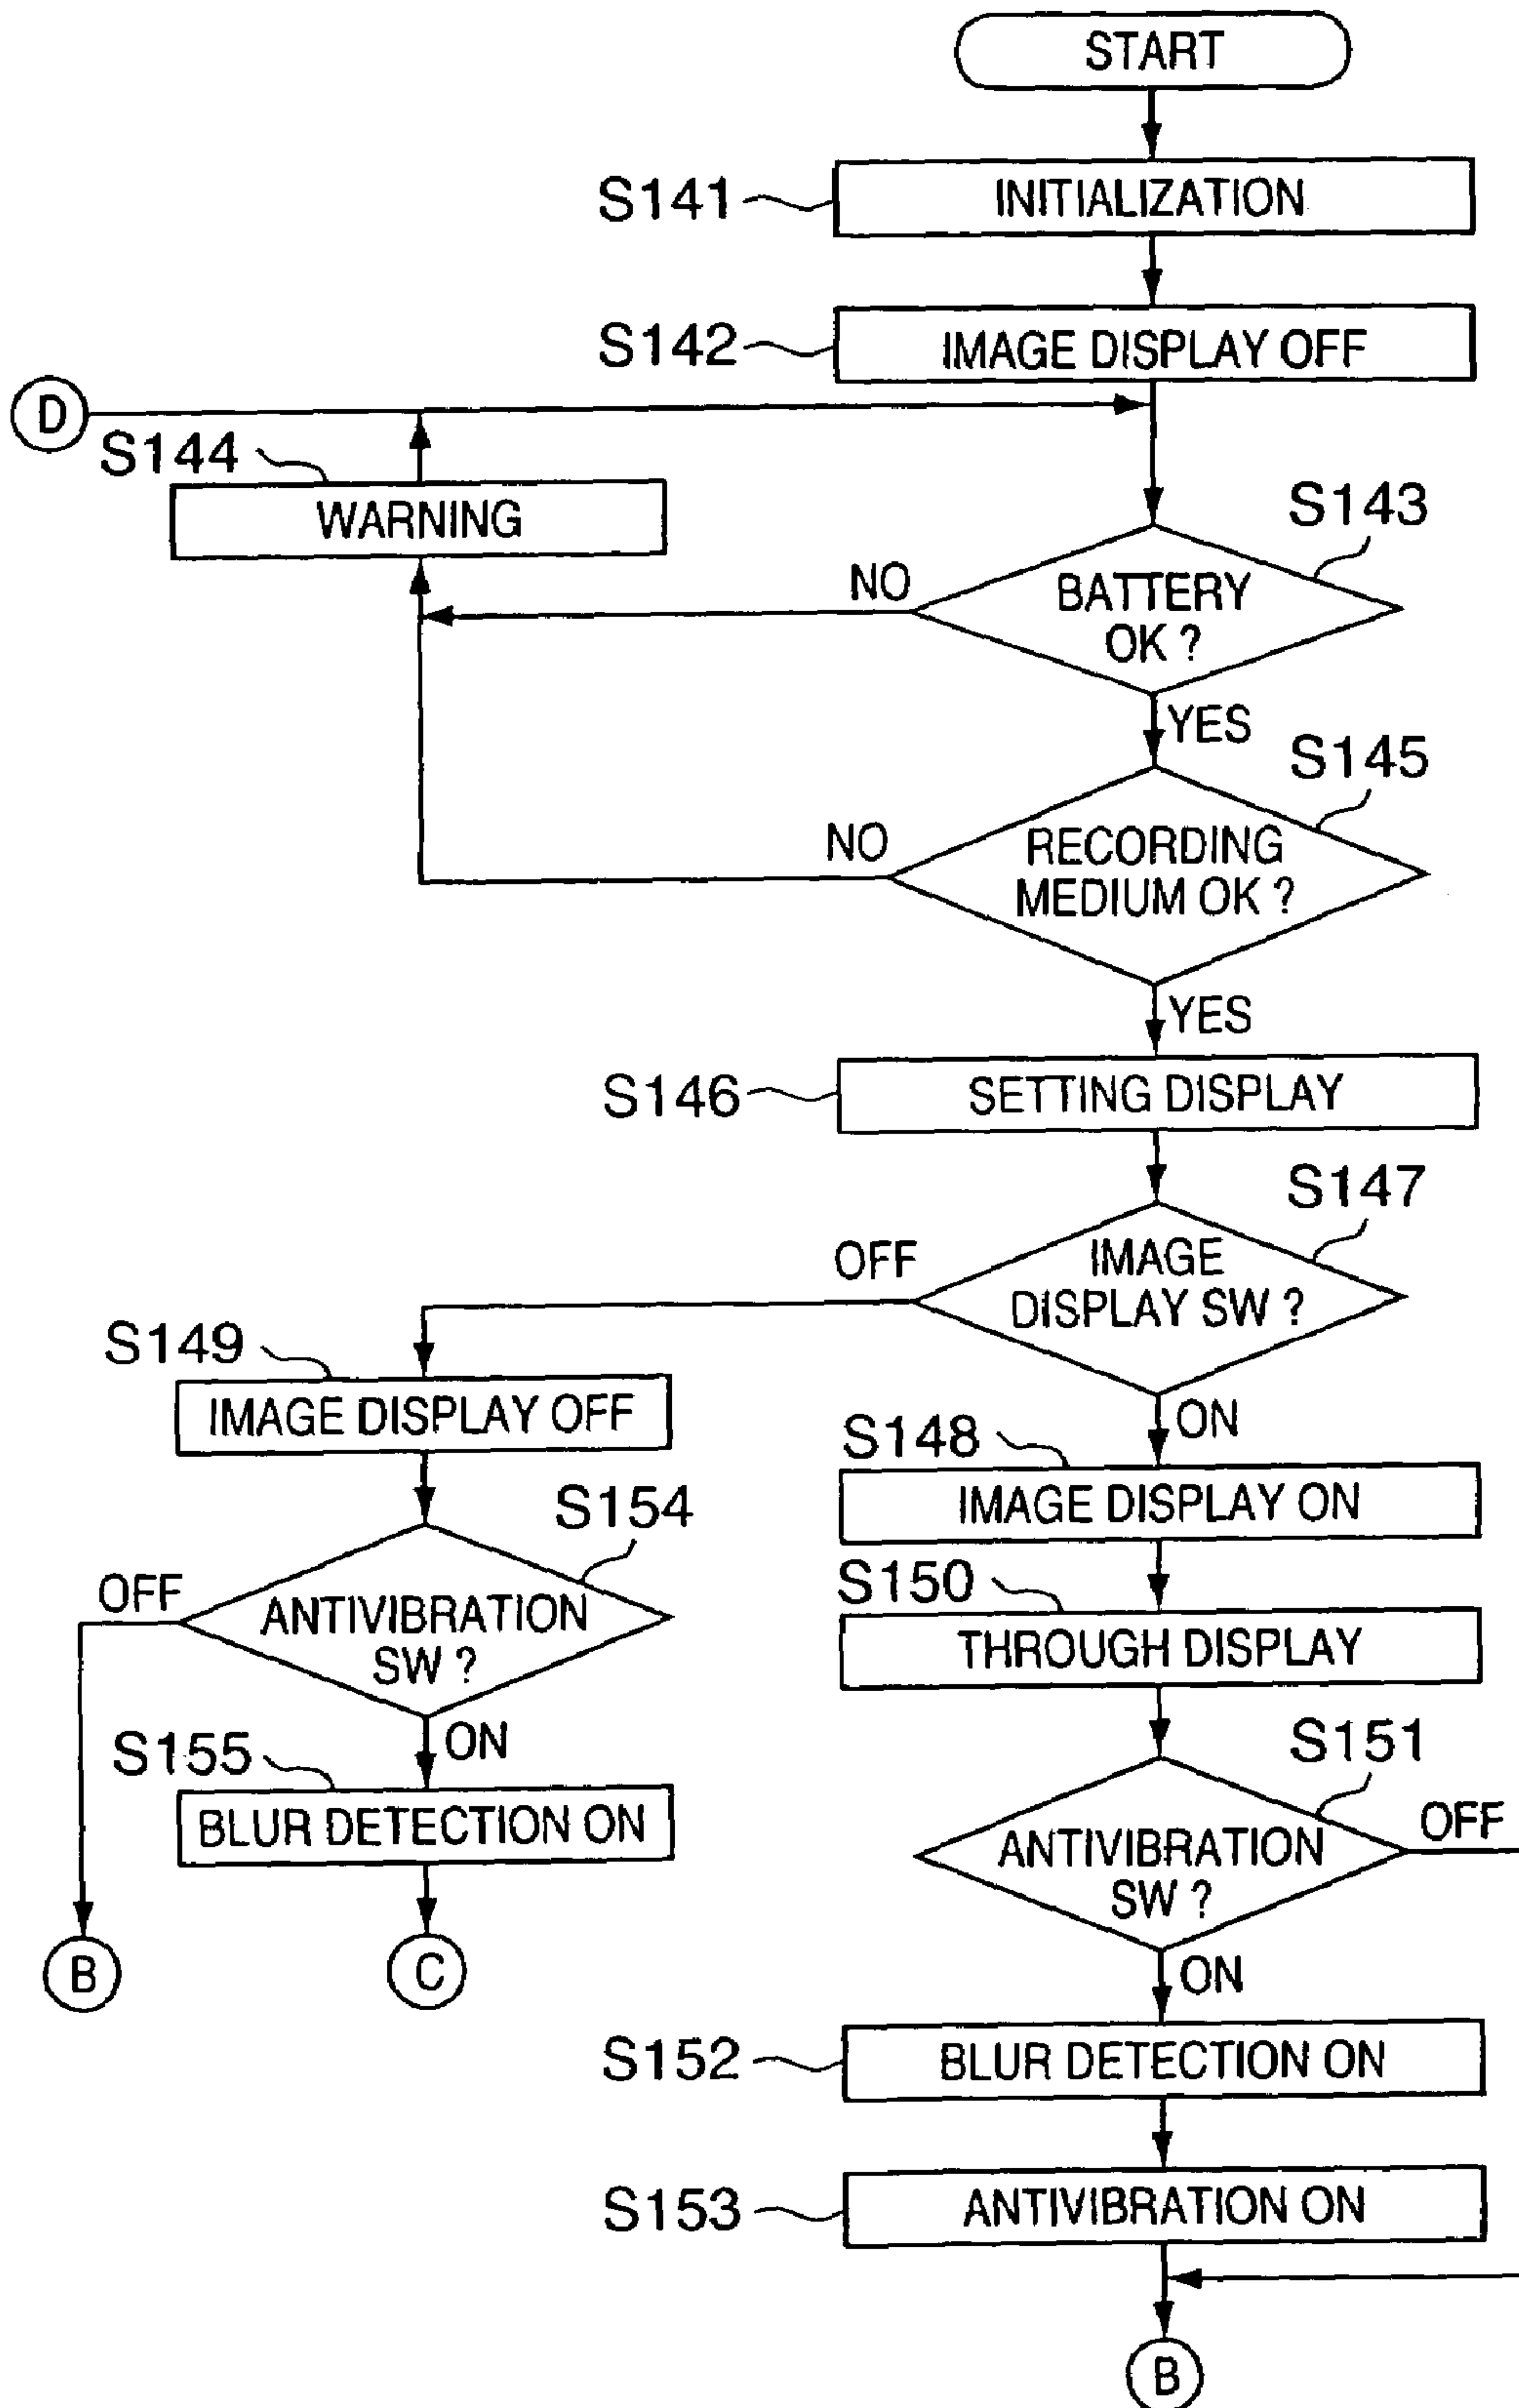 START
S141
INITIALIZATION
S142
IMAGE DISPLAY OFF
D
S144
WARNING
S143
NO
BATTERY
OK ?
YES
S145
NO
RECORDING
MEDIUM OK ?
YES
S146
SETTING DISPLAY
S147
OFF
IMAGE
DISPLAY SW ?
S149
IMAGE DISPLAY OFF
ON
S148
IMAGE DISPLAY ON
S154
OFF
ANTIVIBRATION
SW ?
S150
THROUGH DISPLAY
ON
S155
BLUR DETECTION ON
S151
OFF
ANTIVIBRATION
SW ?
B
C
ON
S152
BLUR DETECTION ON
S153
ANTIVIBRATION ON
B